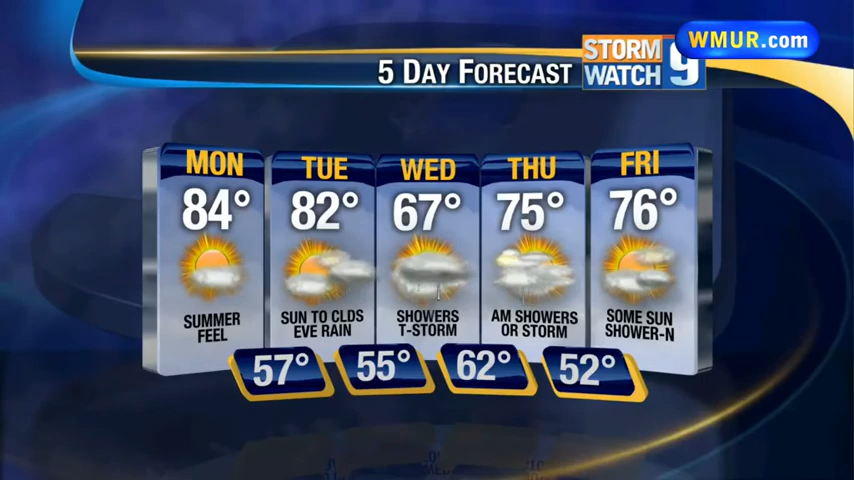 WMUR.com
STORM
WATCH 9
5 DAY FORECAST
MON
84°
SUMMER
FEEL
TUE
82°
SUN TO CLDS
EVE RAIN
WED
67°
SHOWERS
T-STORM
THU
75°
AM SHOWERS
OR STORM
FRI
76°
SOME SUN
SHOWER-N
57°
55°
62°
52°